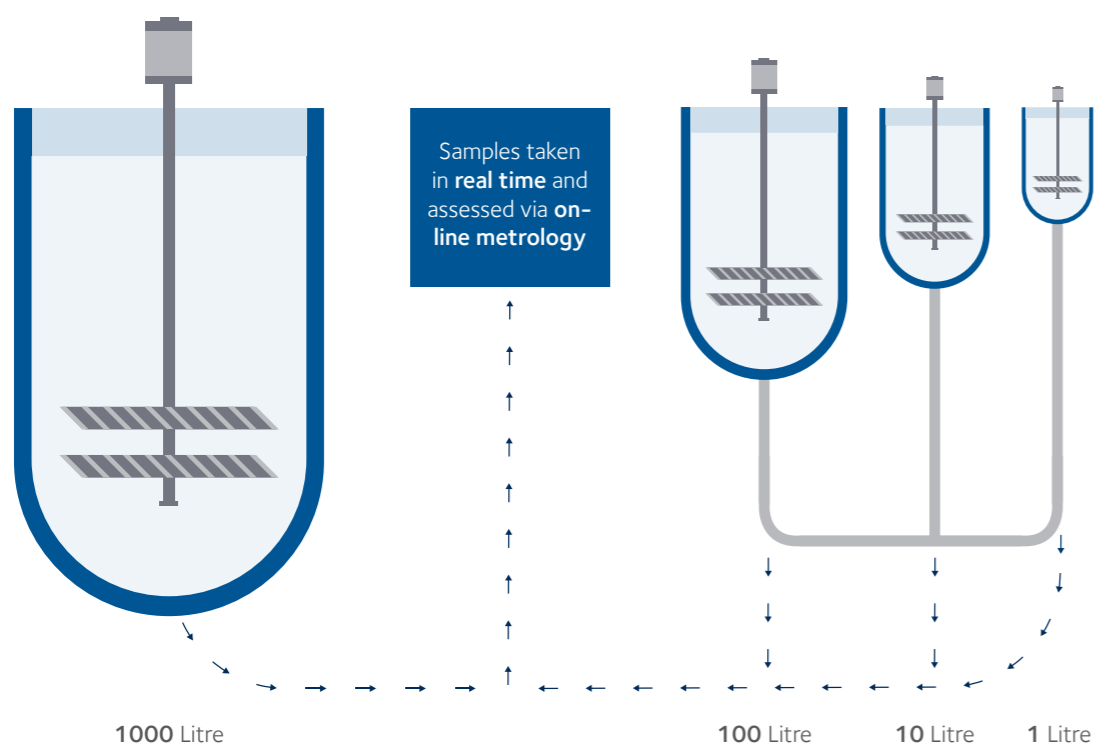 Samples taken
in real time and
assessed via on-
line metrology
1000 Litre
100 Litre
10 Litre
1 Litre